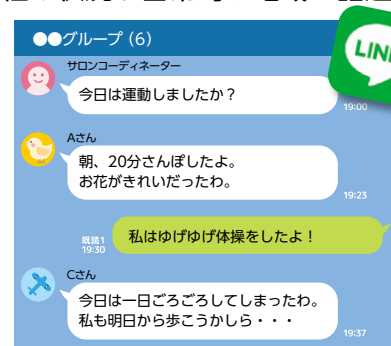 ●●グループ (6)
LINE
サロンコーディネーター
今日は運動しましたか？
19:00
Aさん
朝、20分さんぽしたよ。
お花がきれいだったわ。
19:23
私はゆげゆげ体操をしたよ！
既読1
19:30
Cさん
今日は一日ごろごろしてしまったわ。
私も明日から歩こうかしら・・・
19:37